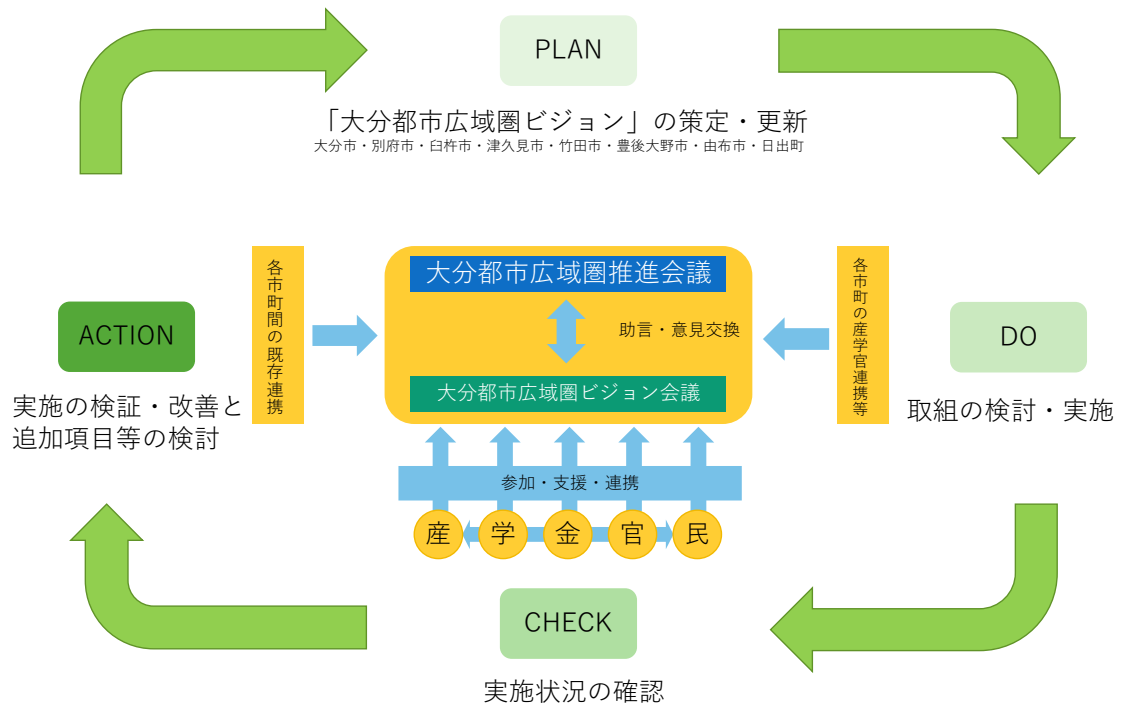 PLAN
「大分都市広域圏ビジョン」の策定・更新
大分市・別府市・臼杵市・津久見市・竹田市・豊後大野市・由布市・日出町
各市町間の既存連携
大分都市広域圏推進会議
助言・意見交換
大分都市広域圏ビジョン会議
各市町の産学官連携等
ACTION
実施の検証・改善と
追加項目等の検討
DO
取組の検討・実施
参加・支援・連携
産 学 金 官 民
CHECK
実施状況の確認